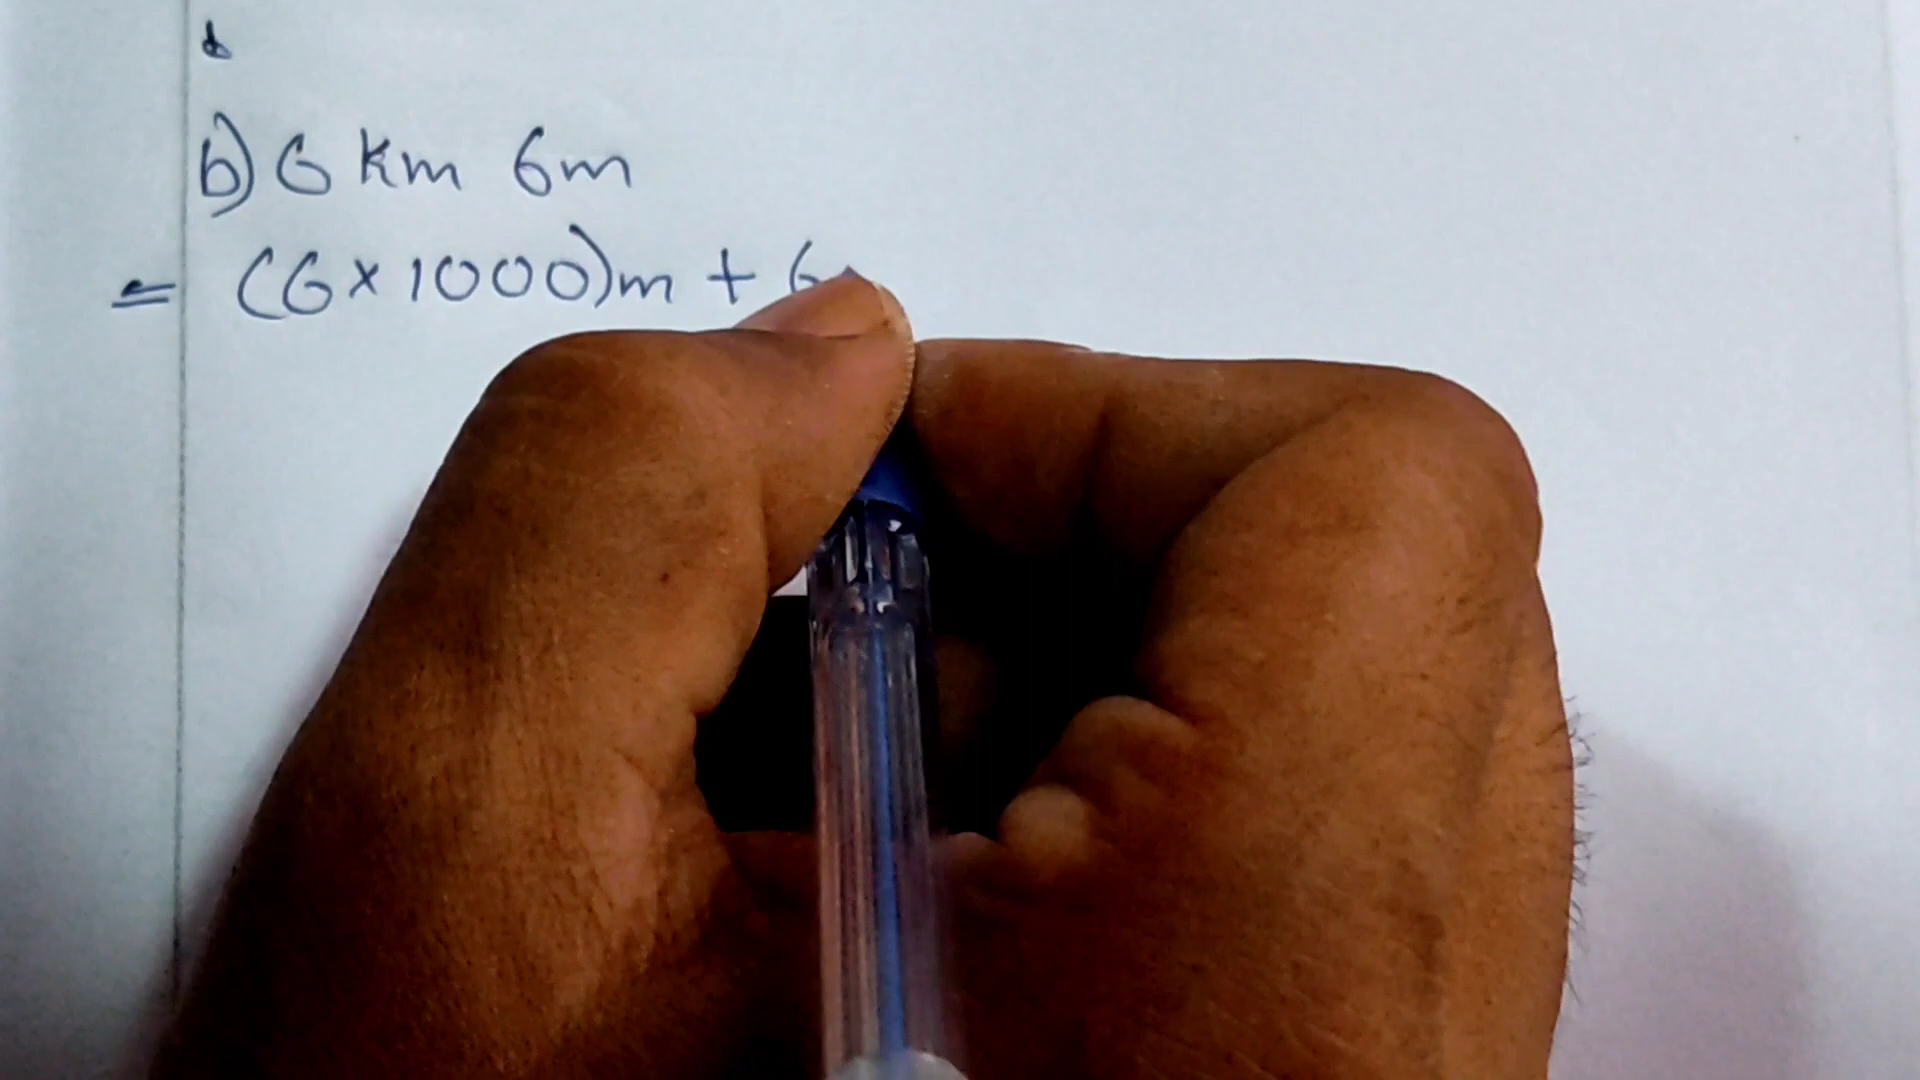 b) 6 km 6m
= (6×1000)m + 6